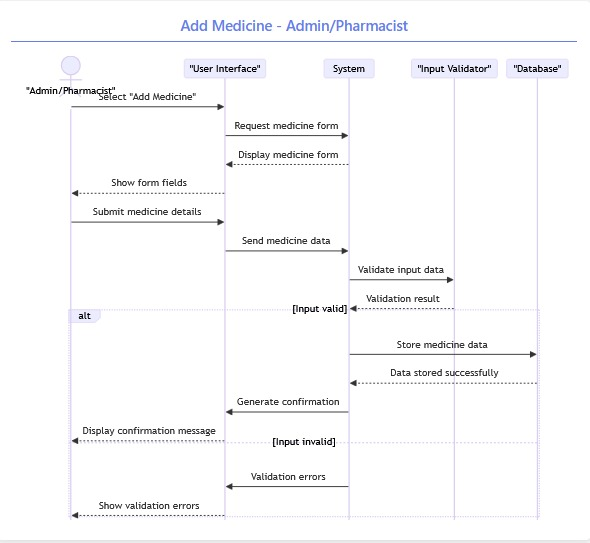 Add Medicine - Admin/Pharmacist
"Admin/Pharmacist"
"User Interface"
System
"Input Validator"
"Database"
Select "Add Medicine"
Request medicine form
Display medicine form
Show form fields
Submit medicine details
Send medicine data
Validate input data
Validation result
alt
[Input valid]
Store medicine data
Data stored successfully
Generate confirmation
Display confirmation message
[Input invalid]
Validation errors
Show validation errors